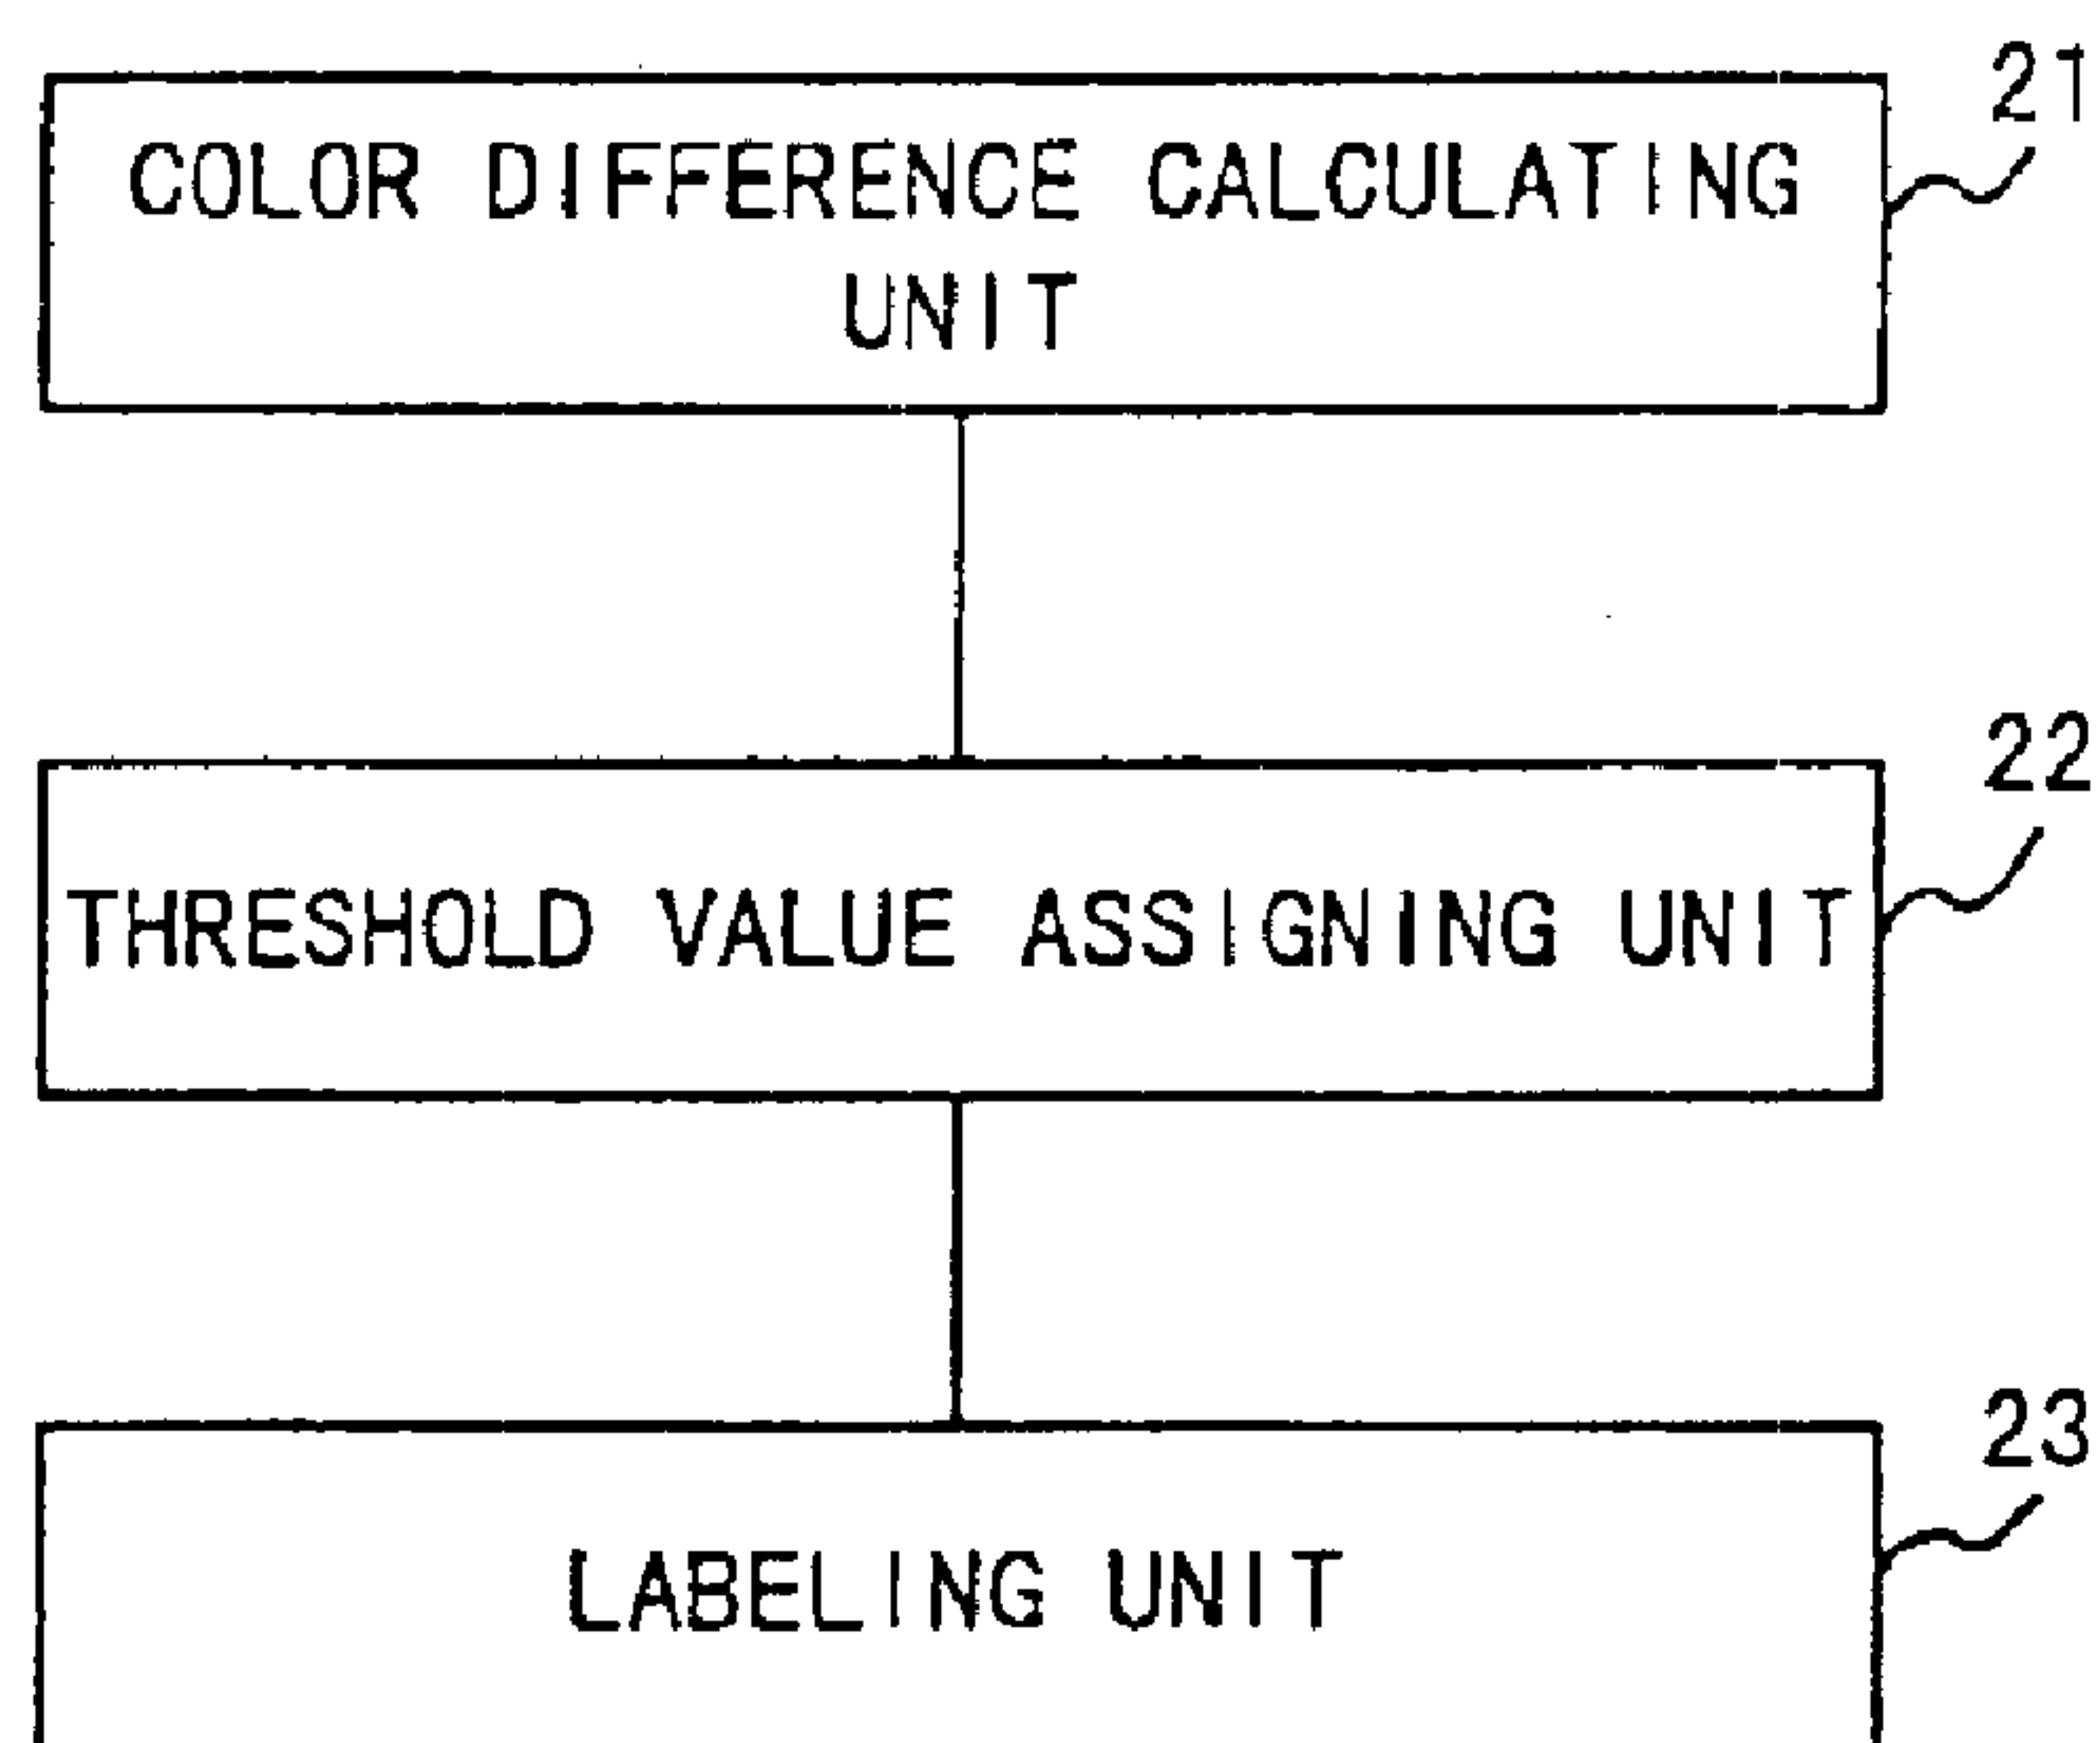 21
COLOR DIFFERENCE CALCULATING
UNIT
22
THRESHOLD VALUE ASSIGNING UNIT
23
LABELING UNIT